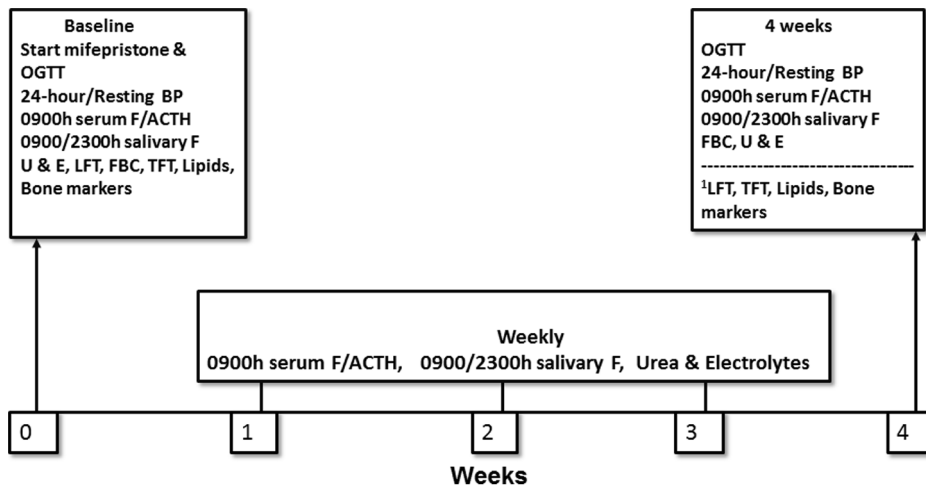 Baseline
Start mifepristone &
OGTT
24-hour/Resting BP
0900h serum F/ACTH
0900/2300h salivary F
U & E, LFT, FBC, TFT, Lipids,
Bone markers
4 weeks
OGTT
24-hour/Resting BP
0900h serum F/ACTH
0900/2300h salivary F
FBC, U & E
------------------------------------
¹LFT, TFT, Lipids, Bone
markers
Weekly
0900h serum F/ACTH, 0900/2300h salivary F, Urea & Electrolytes
0 1 2 3 4
Weeks